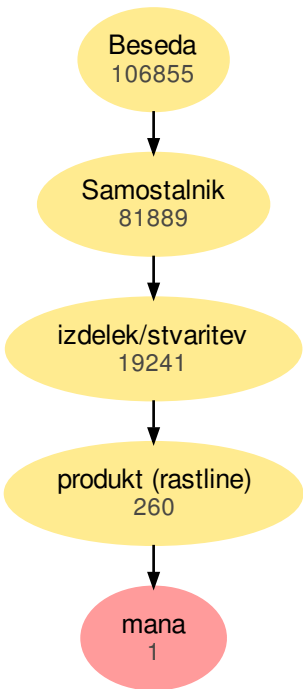 Beseda
106855
Samostalnik
81889
izdelek/stvaritev
19241
produkt (rastline)
260
mana
1